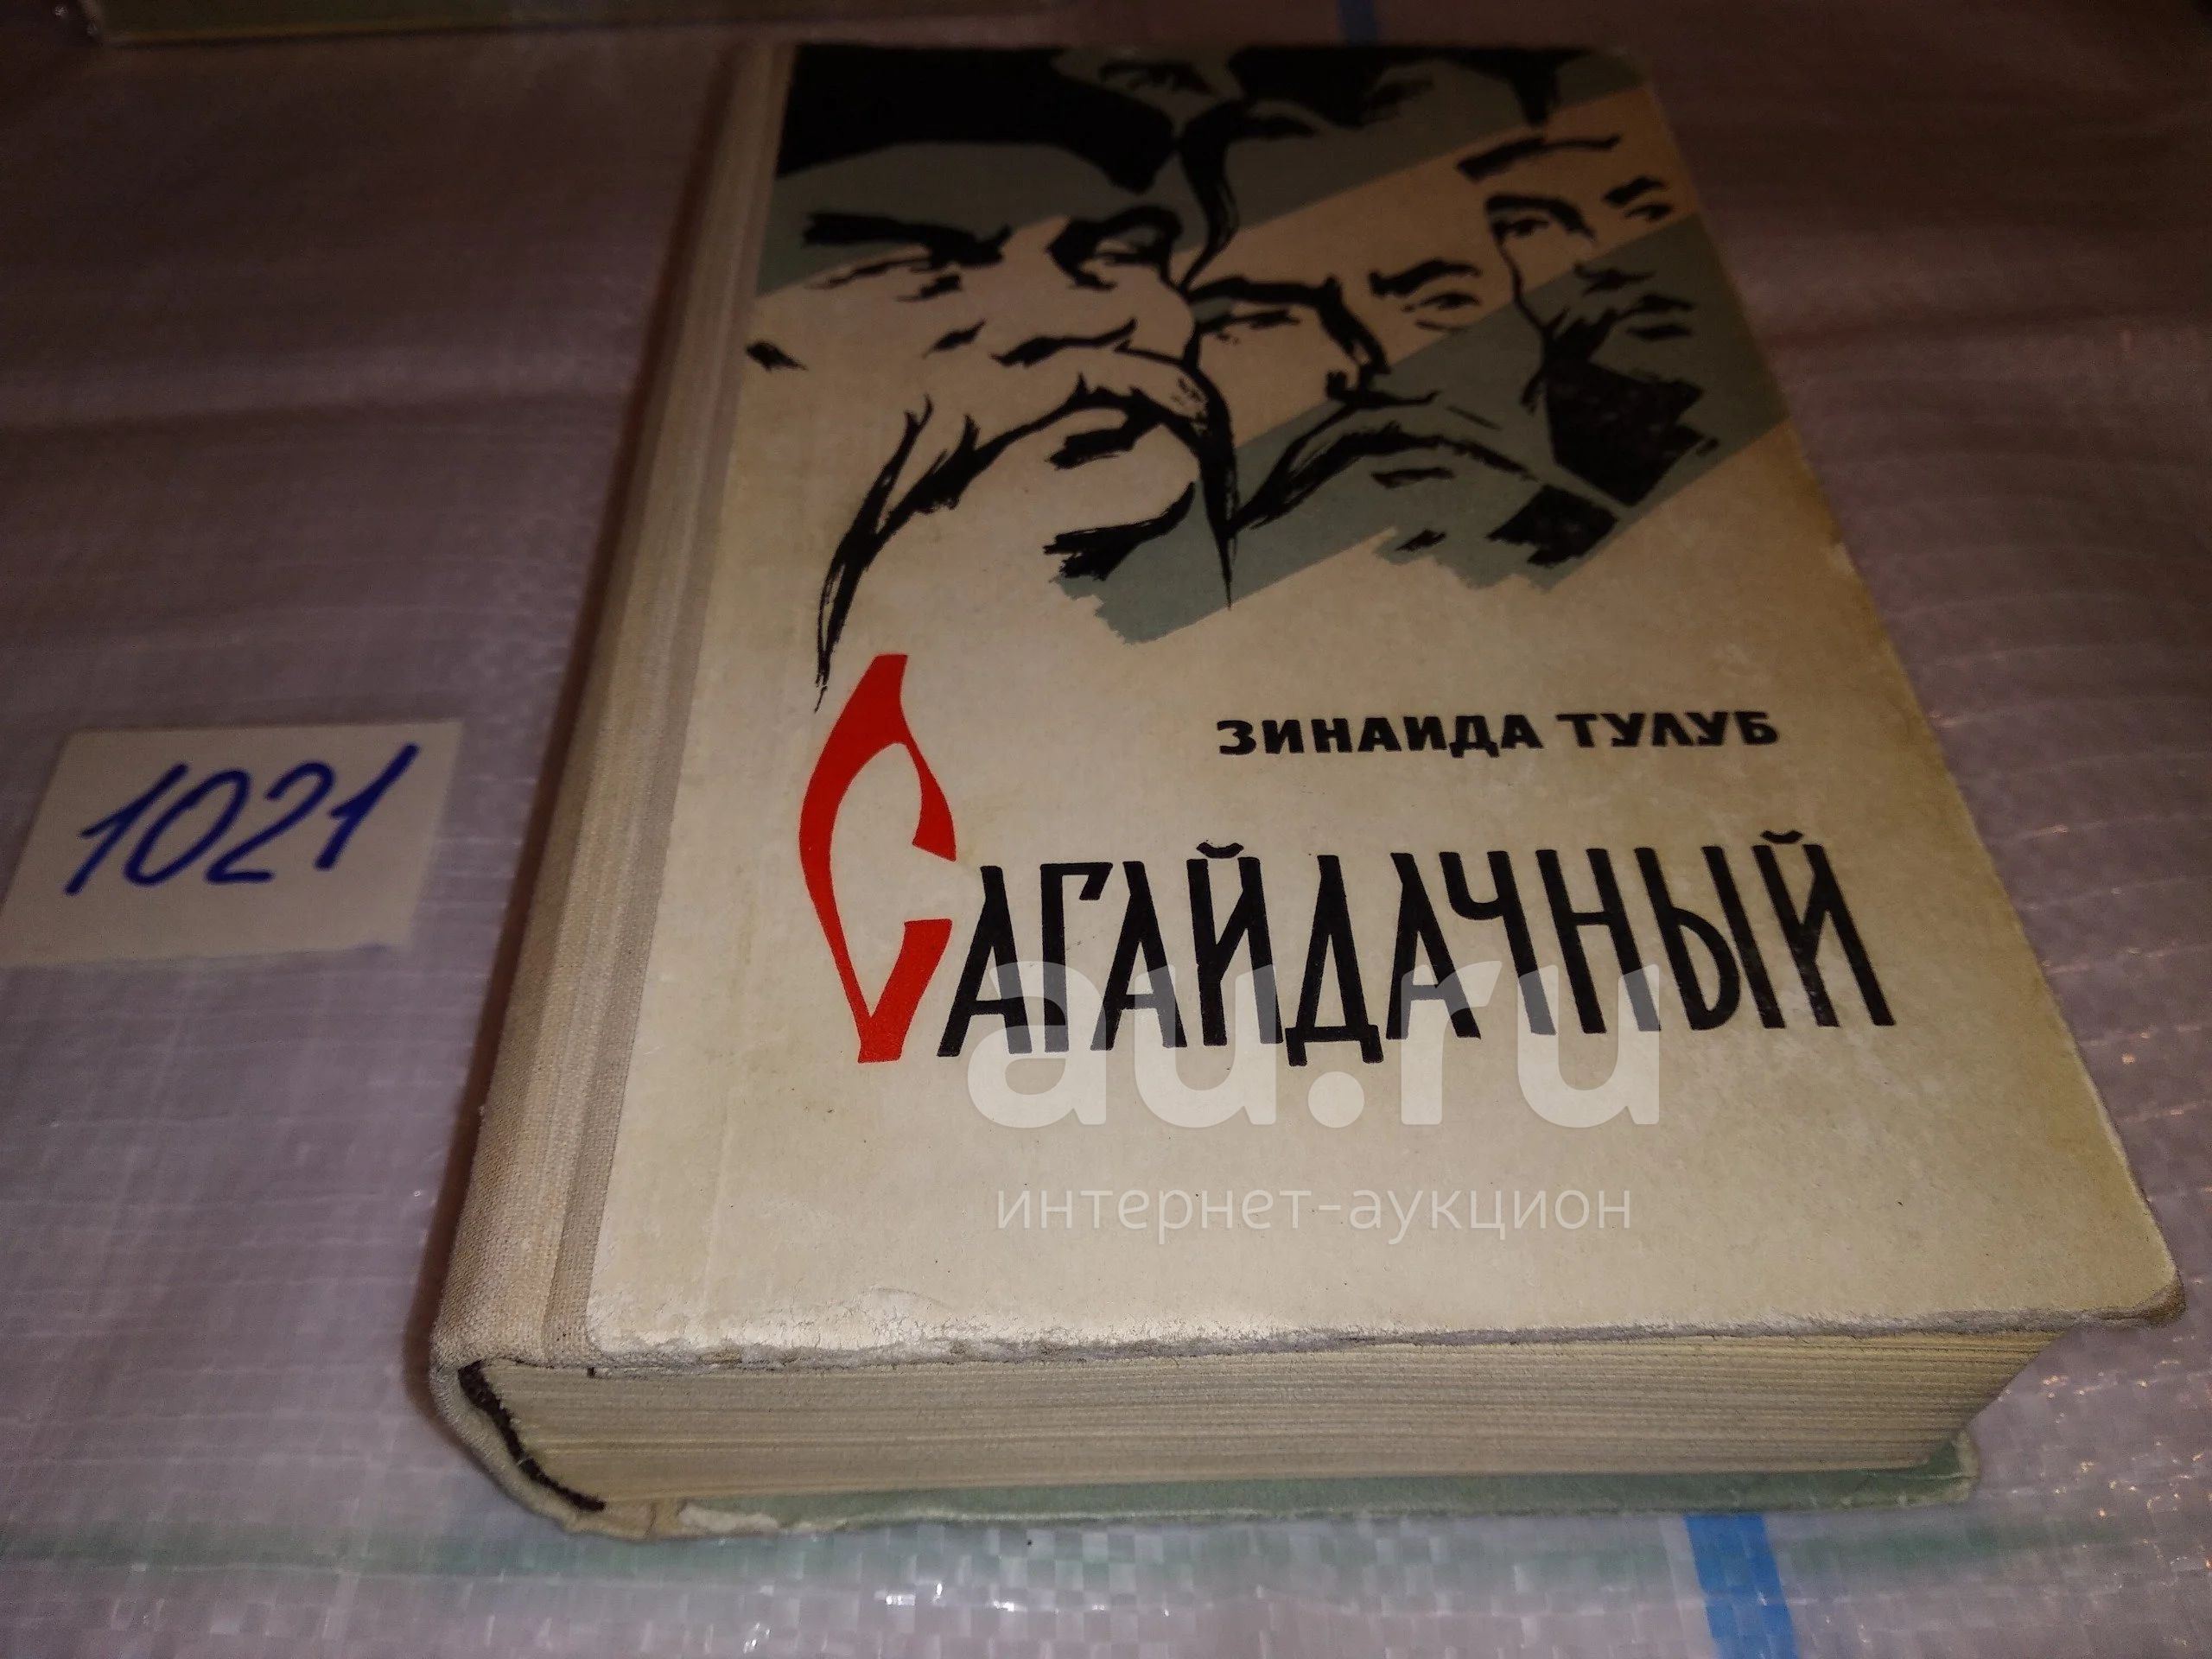 ЗИНАИДА ТУЛУБ
САГАЙДАЧНЫЙ
1021
au.ru
интернет-аукцион